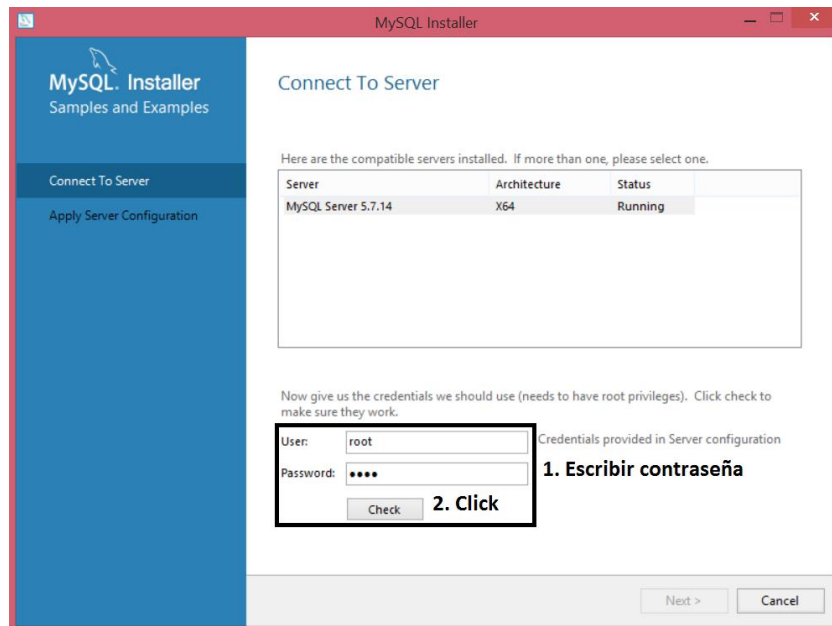 MySQL Installer
MySQL. Installer
Samples and Examples
Connect To Server
Apply Server Configuration
Connect To Server
Here are the compatible servers installed. If more than one, please select one.
Server Architecture Status
MySQL Server 5.7.14 X64 Running
Now give us the credentials we should use (needs to have root privileges). Click check to
make sure they work.
User: root Credentials provided in Server configuration
Password: •••• 1. Escribir contraseña
Check 2. Click
Next > Cancel